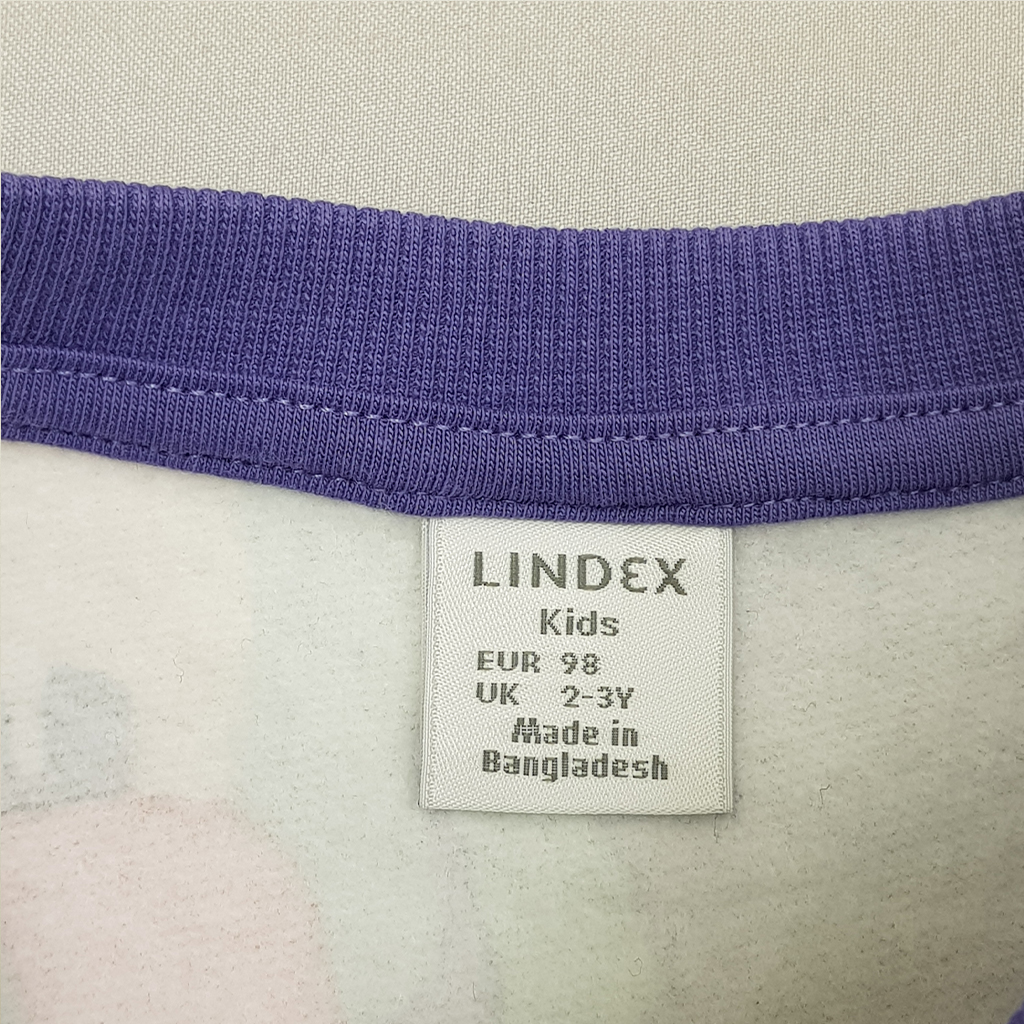 LINDEX
Kids
EUR 98
UK 2-3Y
Made in
Bangladesh